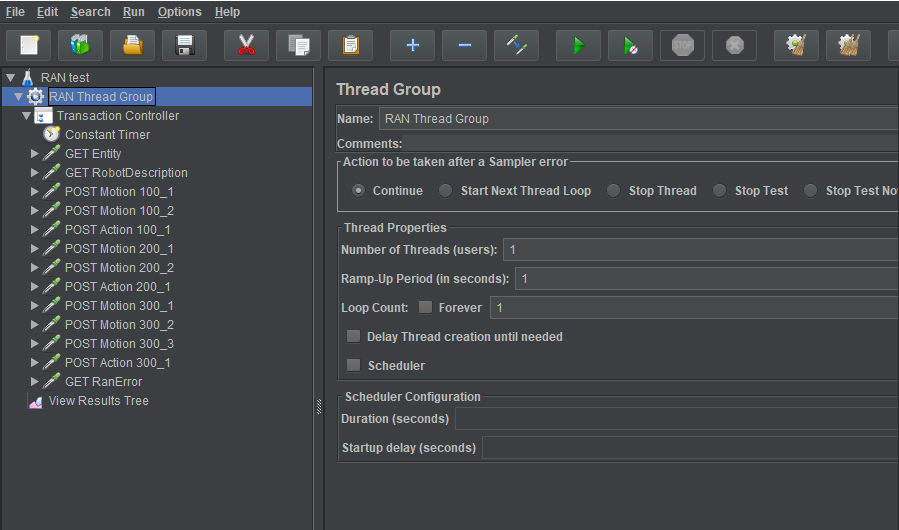 File Edit Search Run Options Help
STOP
RAN test
RAN Thread Group
Transaction Controller
Constant Timer
GET Entity
GET RobotDescription
POST Motion 100_1
POST Motion 100_2
POST Action 100_1
POST Motion 200_1
POST Motion 200_2
POST Action 200_1
POST Motion 300_1
POST Motion 300_2
POST Motion 300_3
POST Action 300_1
GET RanError
View Results Tree
Thread Group
Name: RAN Thread Group
Comments:
Action to be taken after a Sampler error
Continue Start Next Thread Loop Stop Thread Stop Test Stop Test No
Thread Properties
Number of Threads (users): 1
Ramp-Up Period (in seconds): 1
Loop Count: Forever 1
Delay Thread creation until needed
Scheduler
Scheduler Configuration
Duration (seconds)
Startup delay (seconds)